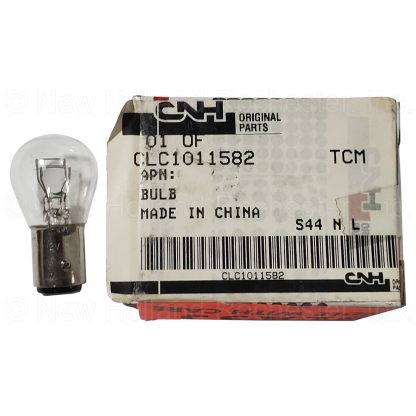 CNH ORIGINAL PARTS
01 OF
CLC1011582 TCM
APN:
BULB
MADE IN CHINA
S44 N L
CLC1011582
CNH